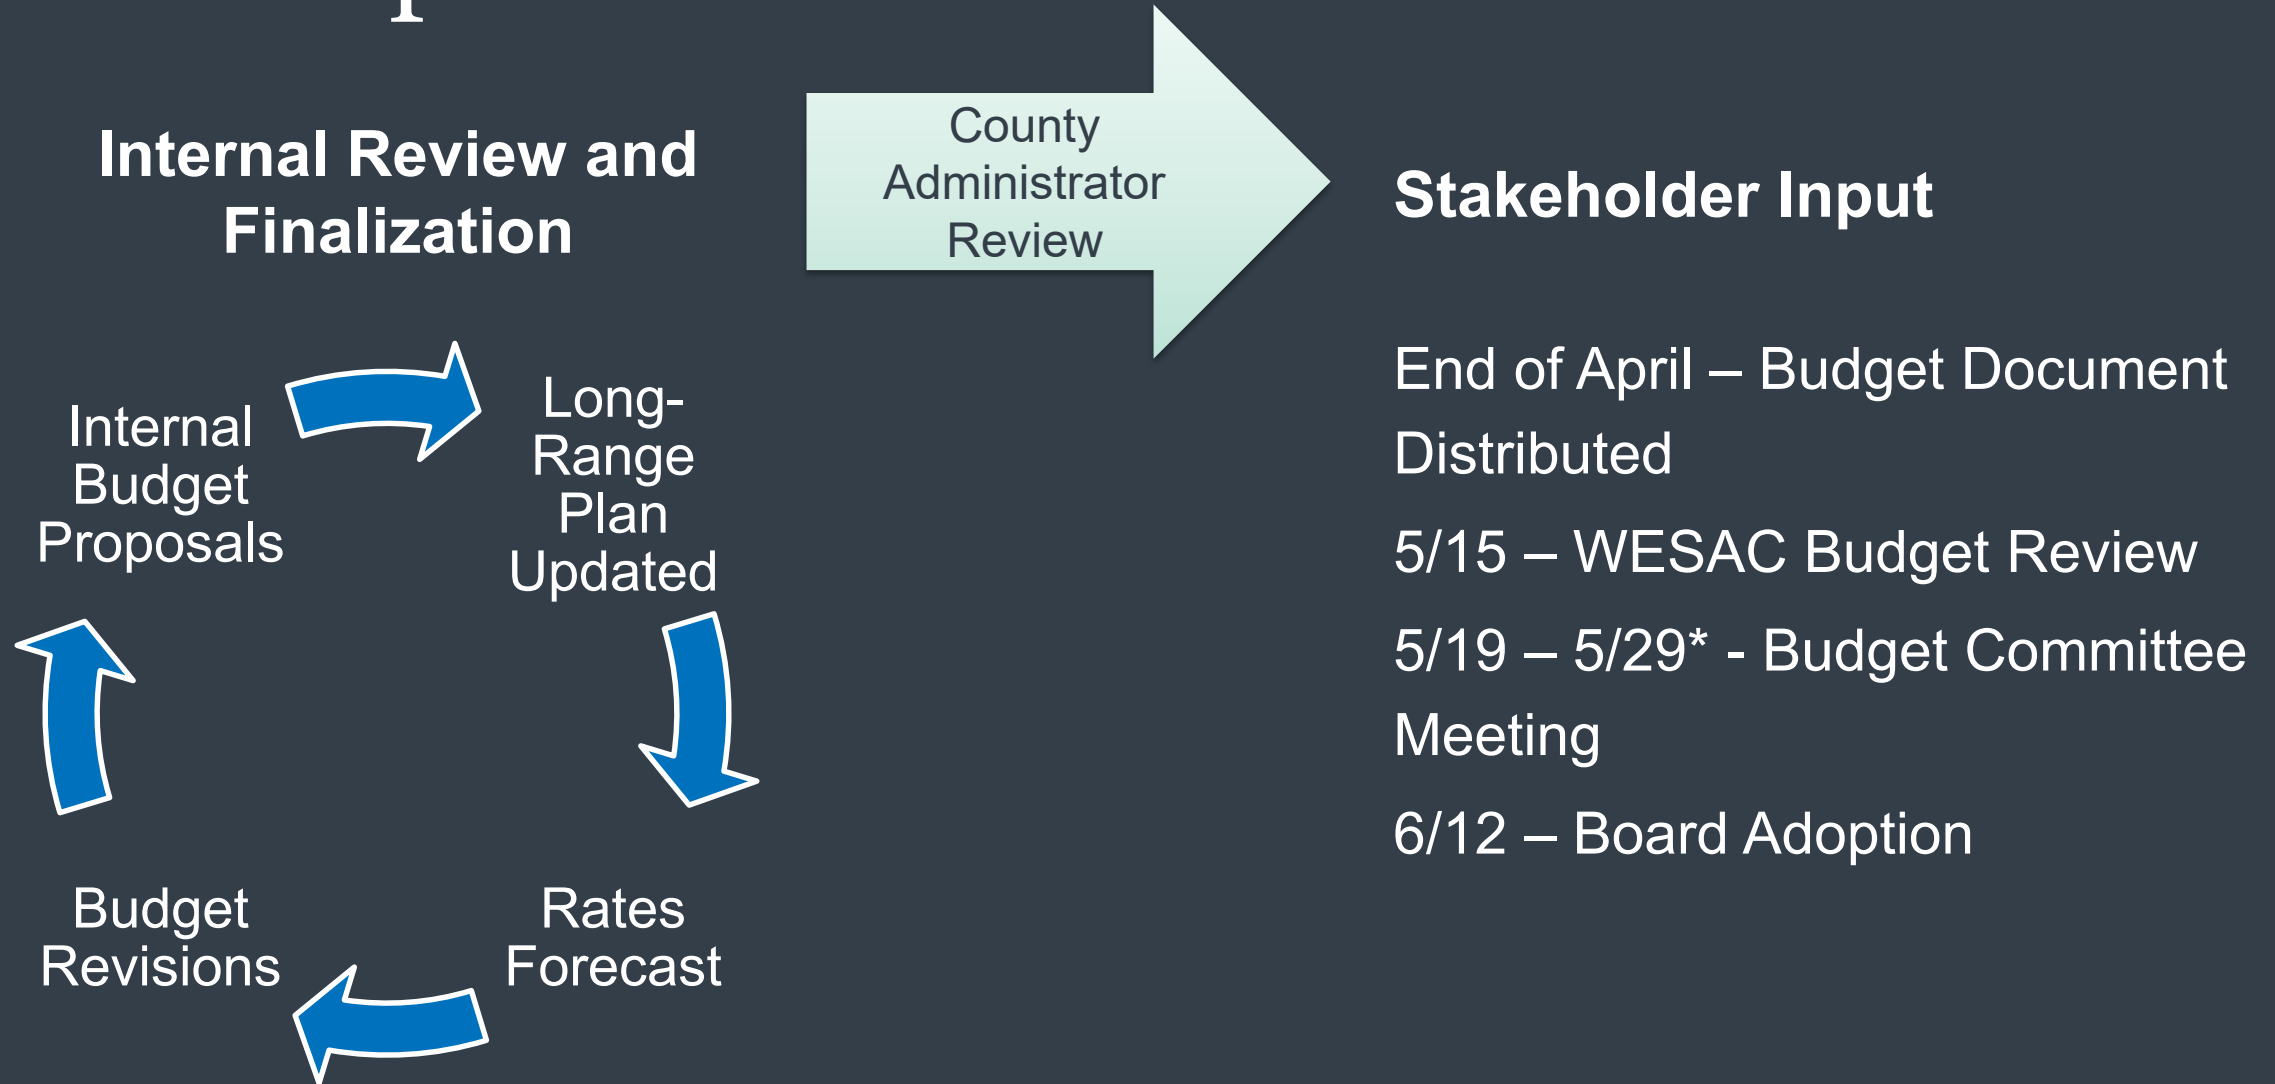 Internal Review and
Finalization
County
Administrator
Review
Stakeholder Input
Internal
Budget
Proposals
Long-
Range
Plan
Updated
Rates
Forecast
Budget
Revisions
End of April – Budget Document
Distributed
5/15 – WESAC Budget Review
5/19 – 5/29* - Budget Committee
Meeting
6/12 – Board Adoption